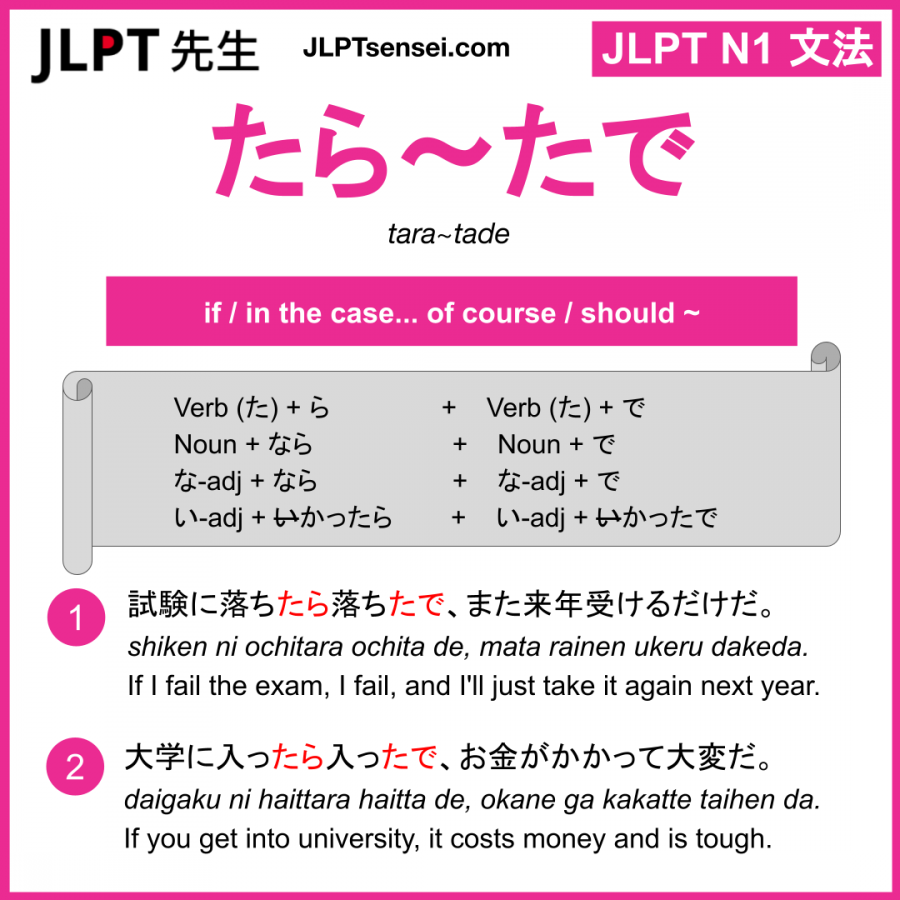 JLPT 先生
JLPTsensei.com
JLPT N1 文法
たら～たで
tara~tade
if / in the case... of course / should ~
Verb (た) + ら + Verb (た) + で
Noun + なら + Noun + で
な-adj + なら + な-adj + で
い-adj + いかったら + い-adj + いかったで
1 試験に落ちたら落ちたで、また来年受けるだけだ。
shiken ni ochitara ochita de, mata rainen ukeru dakeda.
If I fail the exam, I fail, and I'll just take it again next year.
2 大学に入ったら入ったで、お金がかかって大変だ。
daigaku ni haittara haitta de, okane ga kakatte taihen da.
If you get into university, it costs money and is tough.